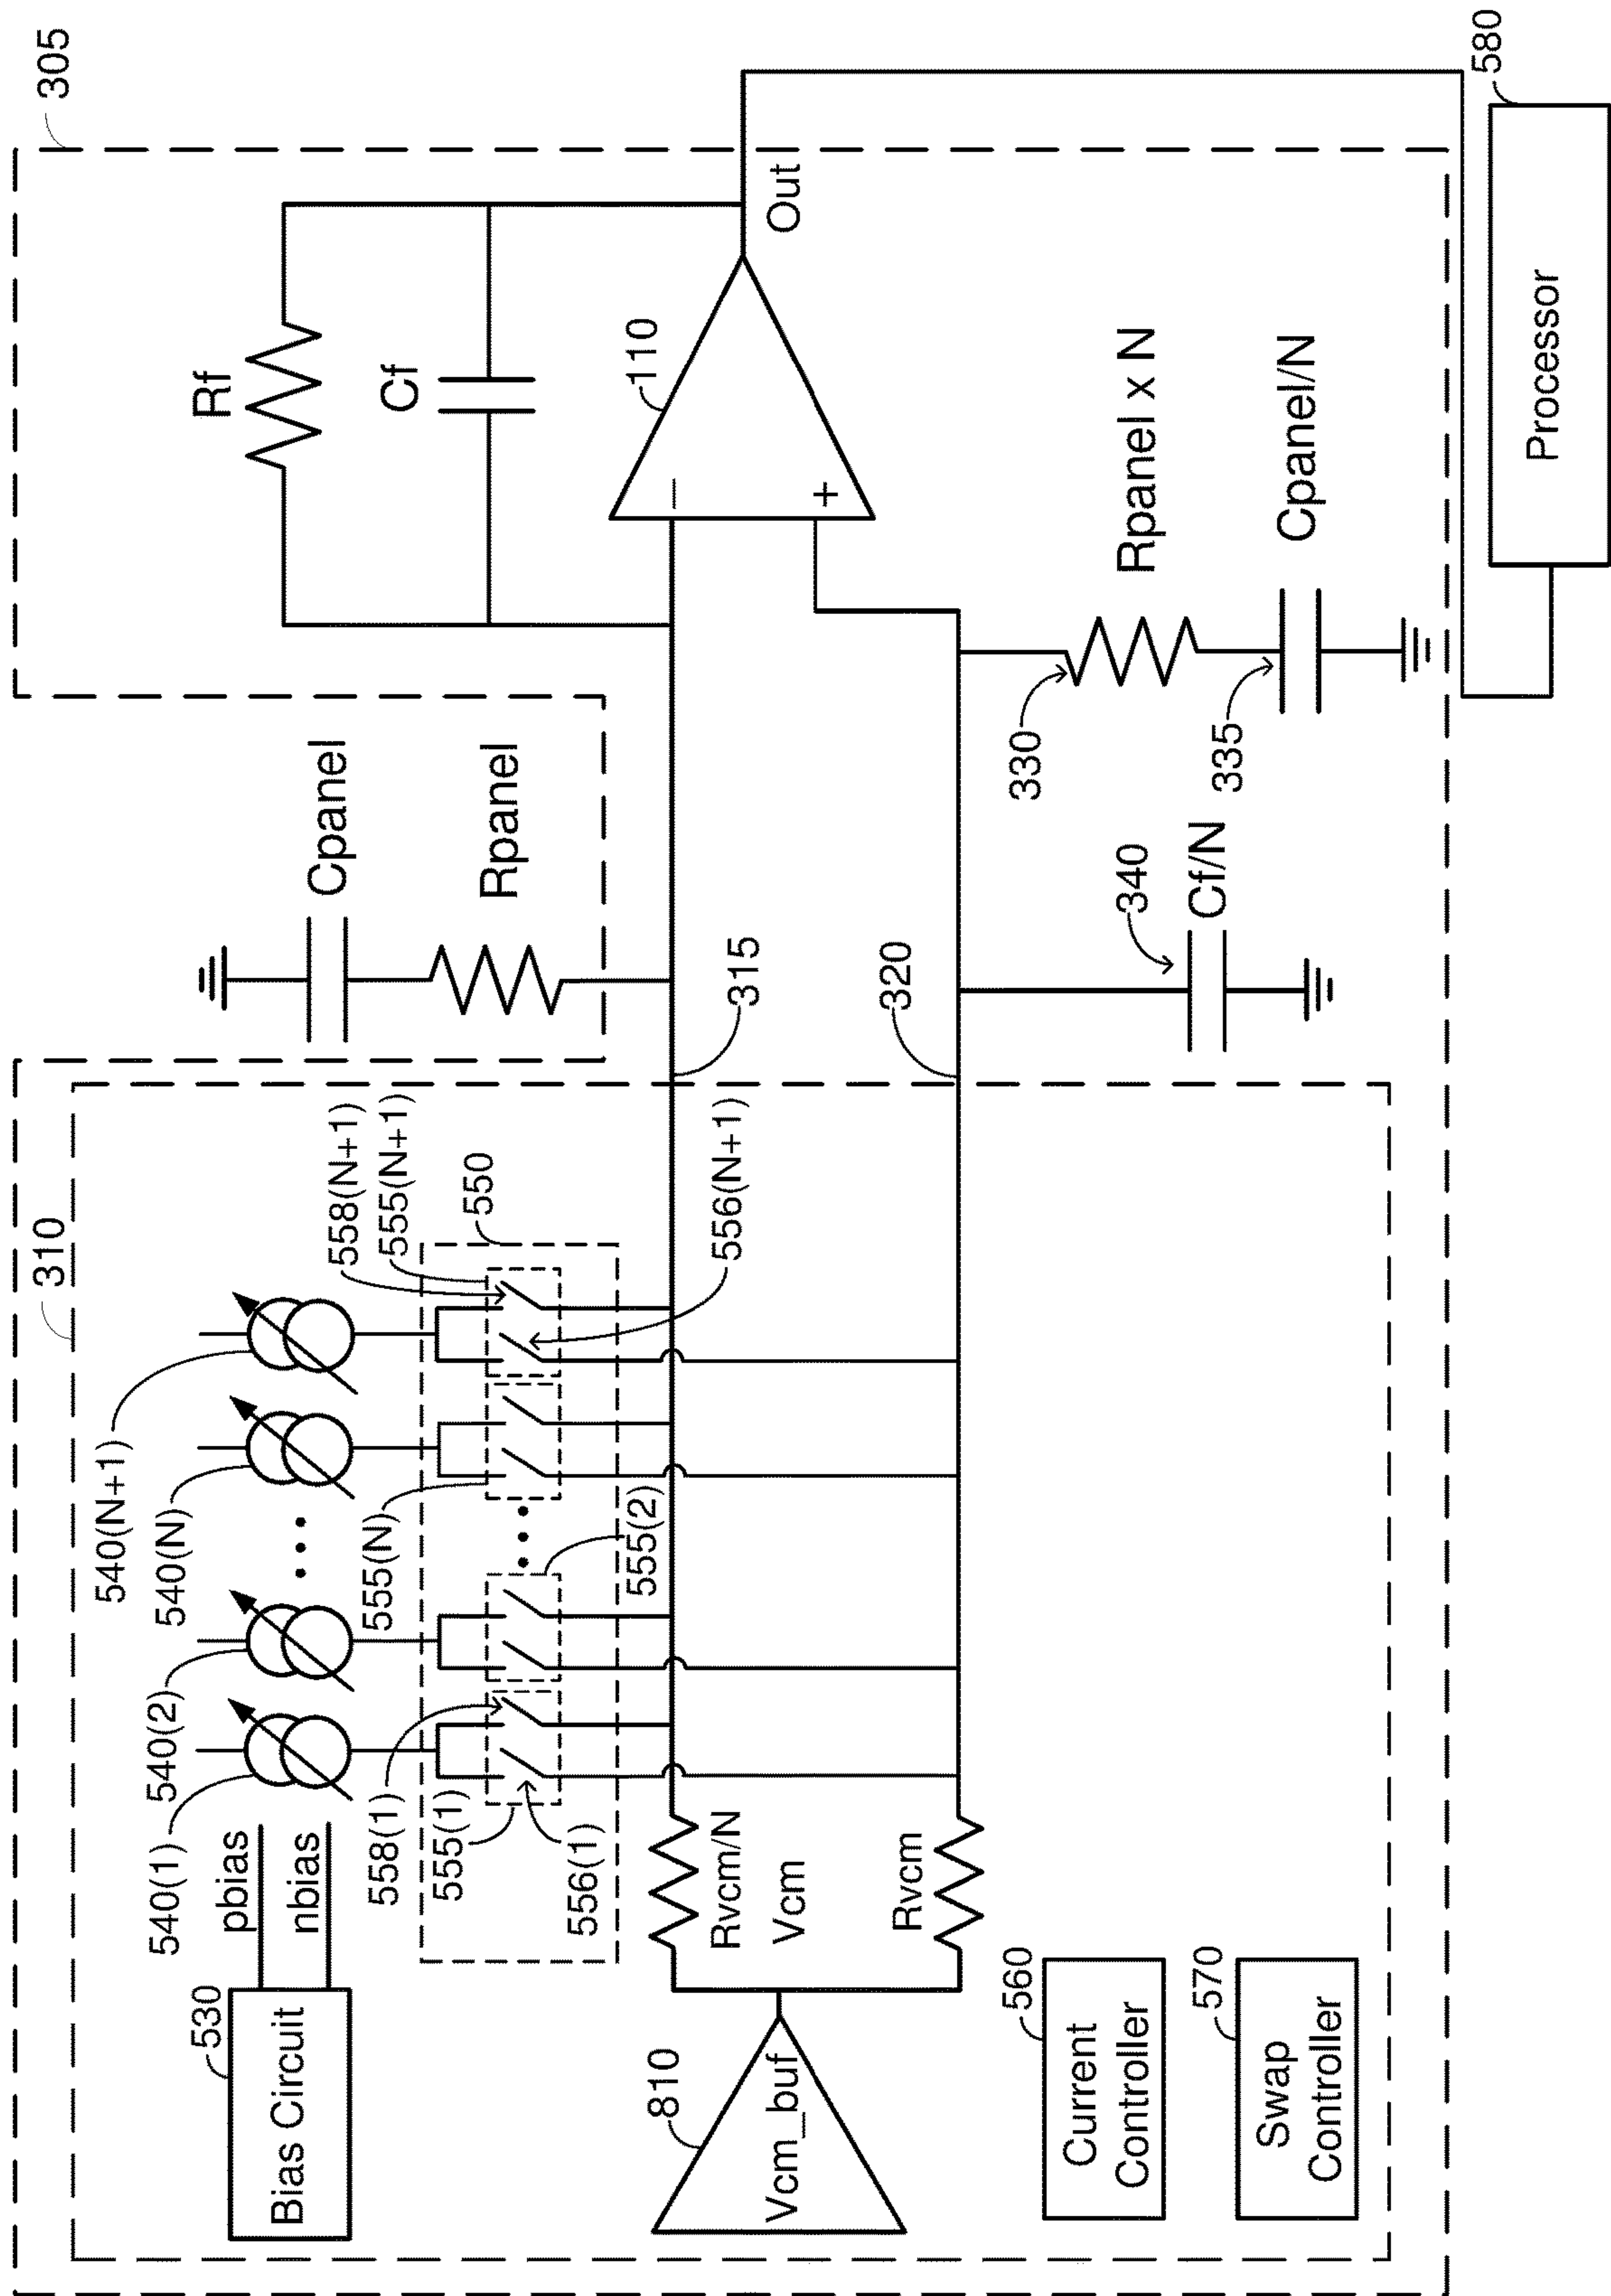 305
310
540(N+1)
540(N)
540(2)
540(1)
530
Bias Circuit
pbias
nbias
558(N+1)
555(N+1)
550
556(N+1)
555(N)
555(2)
558(1)
555(1)
556(1)
Cpanel
Rpanel
Rf
Cf
110
−
+
Out
315
320
810
Vcm_buf
Rvcm/N
Vcm
Rvcm
340
Cf/N
330
Rpanel x N
335
Cpanel/N
560
Current
Controller
570
Swap
Controller
580
Processor